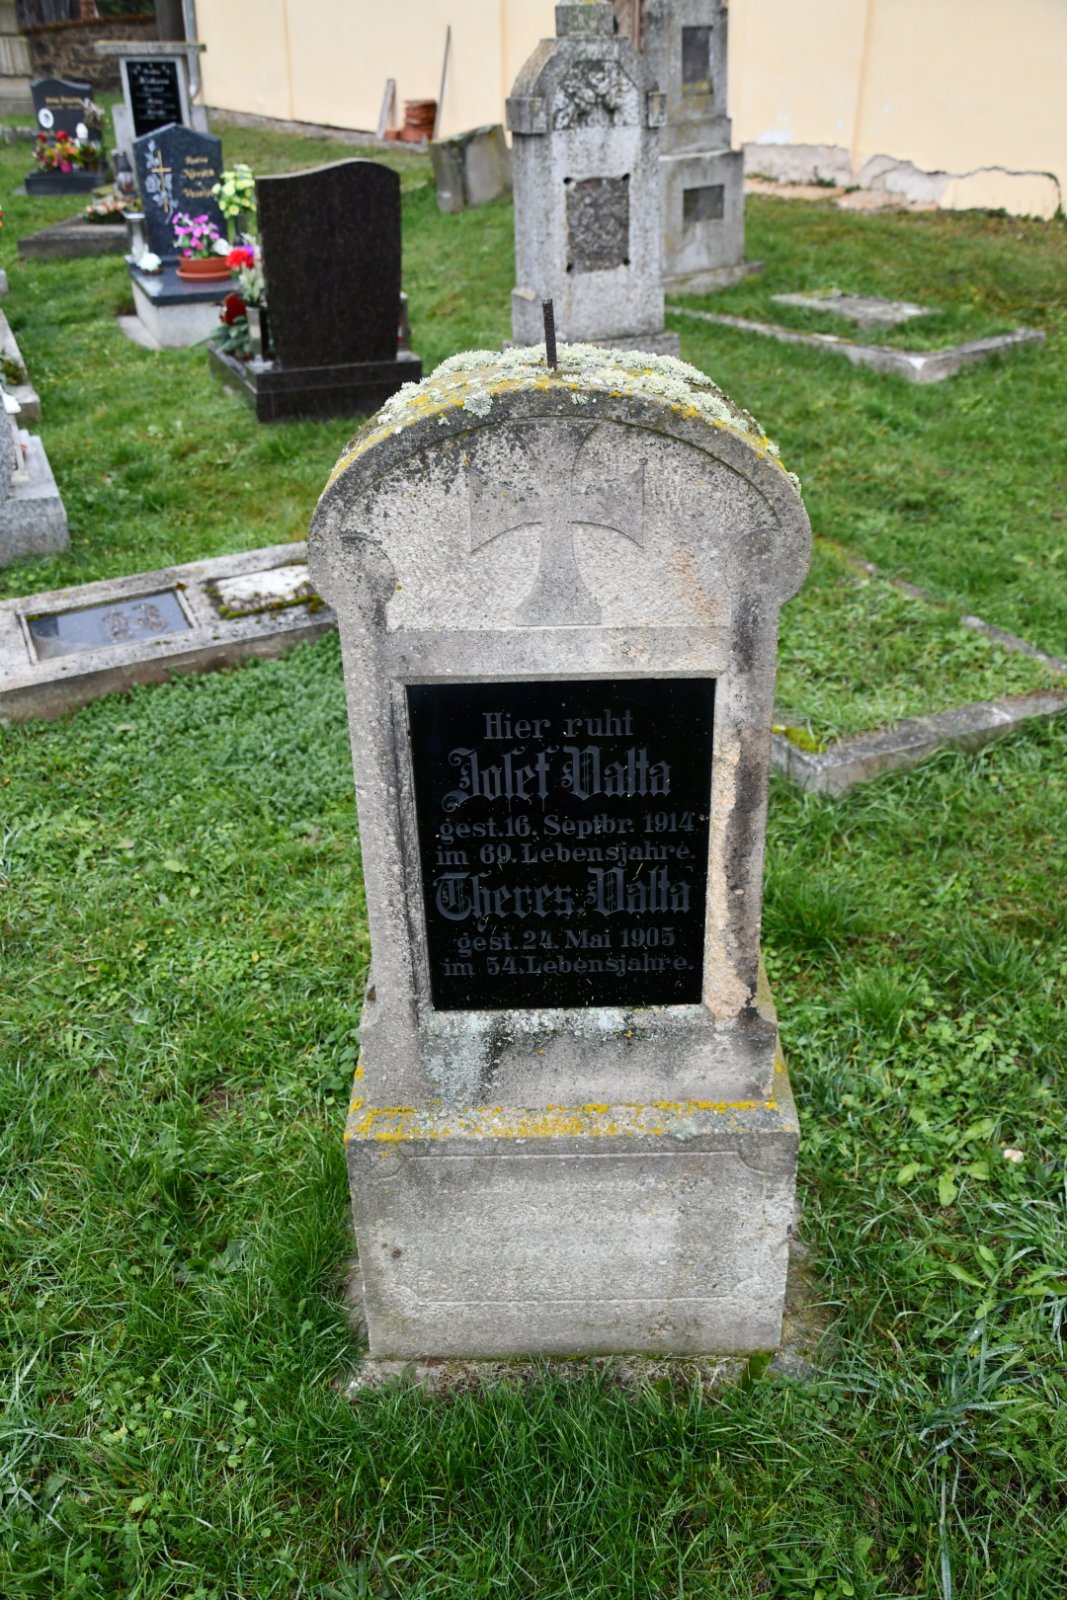 Hier ruht
Josef Valta
gest. 16. Septbr. 1914
im 69. Lebensjahre.
Theres. Valta
gest. 24. Mai 1905
im 54. Lebensjahre.